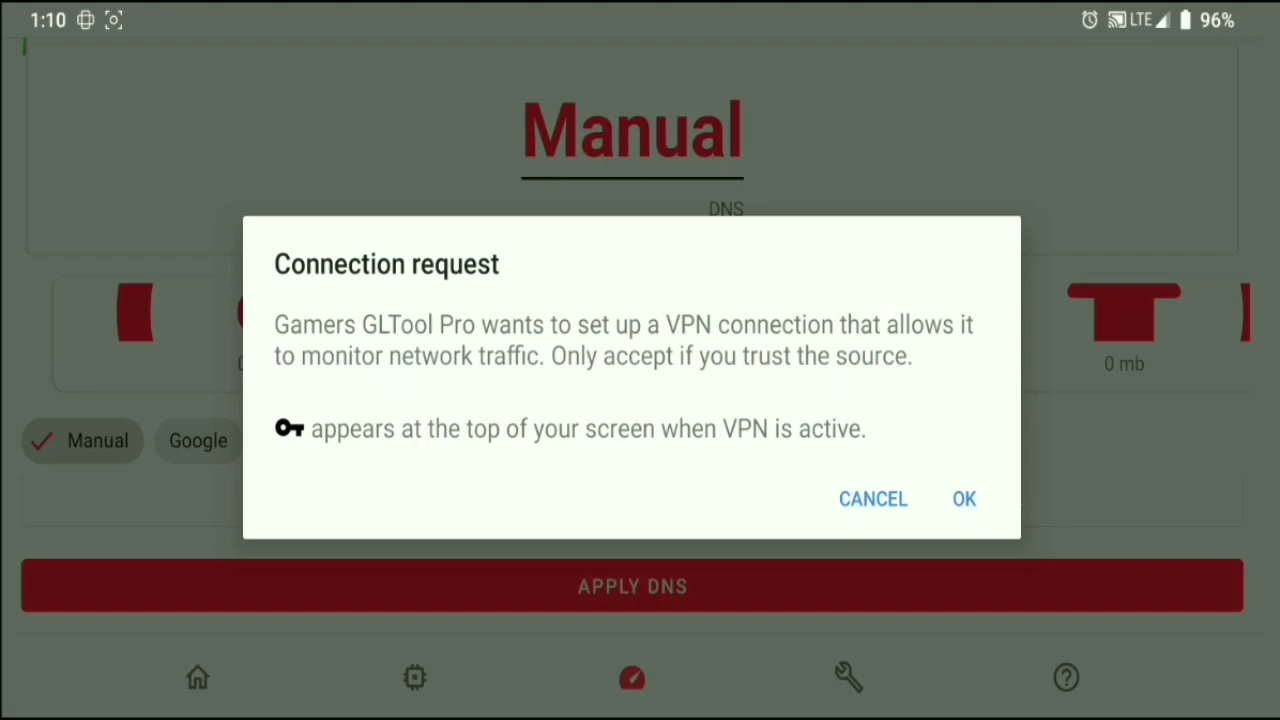 1:10 LTE 96%
Manual
DNS
Connection request
Gamers GLTool Pro wants to set up a VPN connection that allows it
to monitor network traffic. Only accept if you trust the source.
0 mb
appears at the top of your screen when VPN is active.
Manual Google
CANCEL OK
APPLY DNS